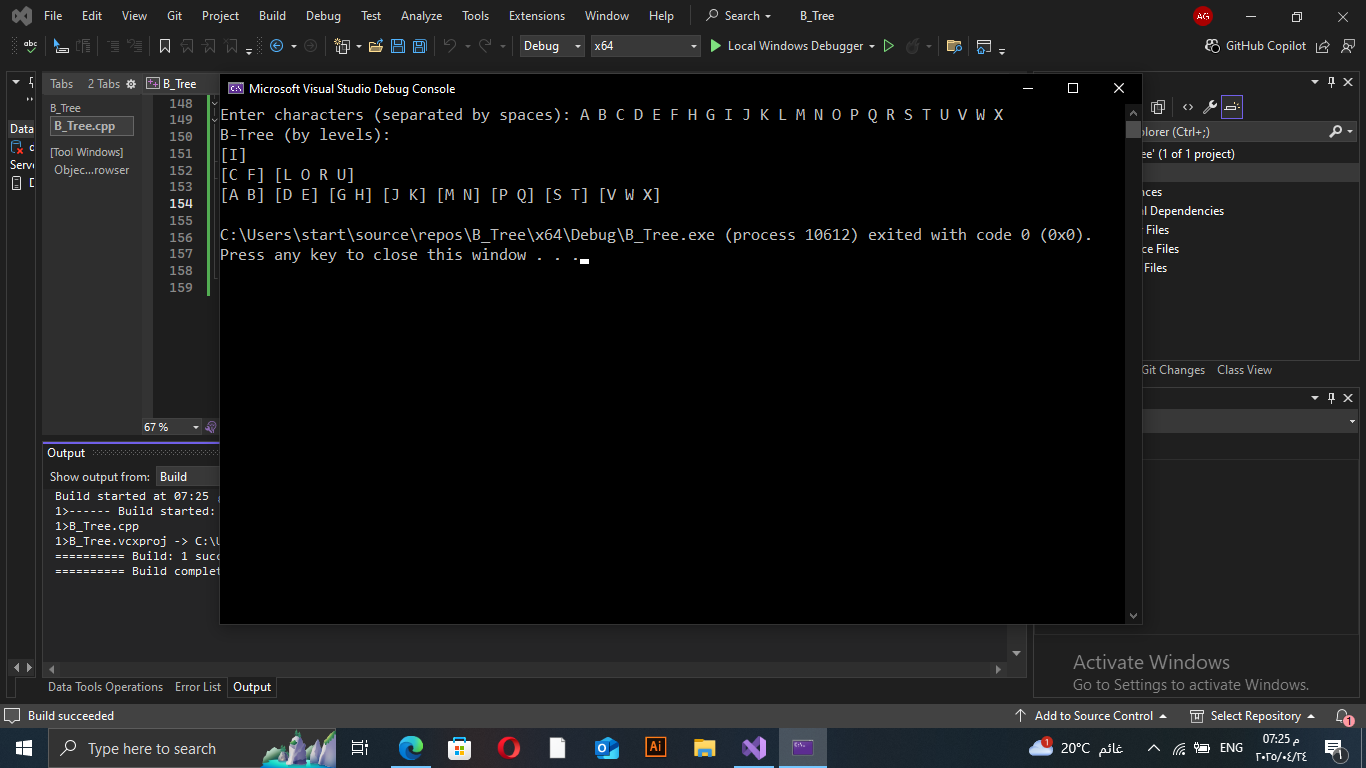 File Edit View Git Project Build Debug Test Analyze Tools Extensions Window Help Search B_Tree AG
abc Debug x64 Local Windows Debugger GitHub Copilot
Tabs 2 Tabs B_Tree
B_Tree
B_Tree.cpp
[Tool Windows]
Objec...rowser
Data
Serv
148
149
150
151
152
153
154
155
156
157
158
159
67 %
Microsoft Visual Studio Debug Console
Enter characters (separated by spaces): A B C D E F H G I J K L M N O P Q R S T U V W X
B-Tree (by levels):
[I]
[C F] [L O R U]
[A B] [D E] [G H] [J K] [M N] [P Q] [S T] [V W X]
C:\Users\start\source\repos\B_Tree\x64\Debug\B_Tree.exe (process 10612) exited with code 0 (0x0).
Press any key to close this window . . .
plorer (Ctrl+;)
ee' (1 of 1 project)
nces
al Dependencies
r Files
ce Files
Files
Git Changes Class View
Output
Show output from: Build
Build started at 07:25
1>------ Build started:
1>B_Tree.cpp
1>B_Tree.vcxproj -> C:\U
========== Build: 1 succ
========== Build complet
Data Tools Operations Error List Output
Activate Windows
Go to Settings to activate Windows.
Build succeeded Add to Source Control Select Repository 1
Type here to search Ai 1 20°C غائم ENG 07:25 م 1
٢٠٢٥/٠٤/٢٤